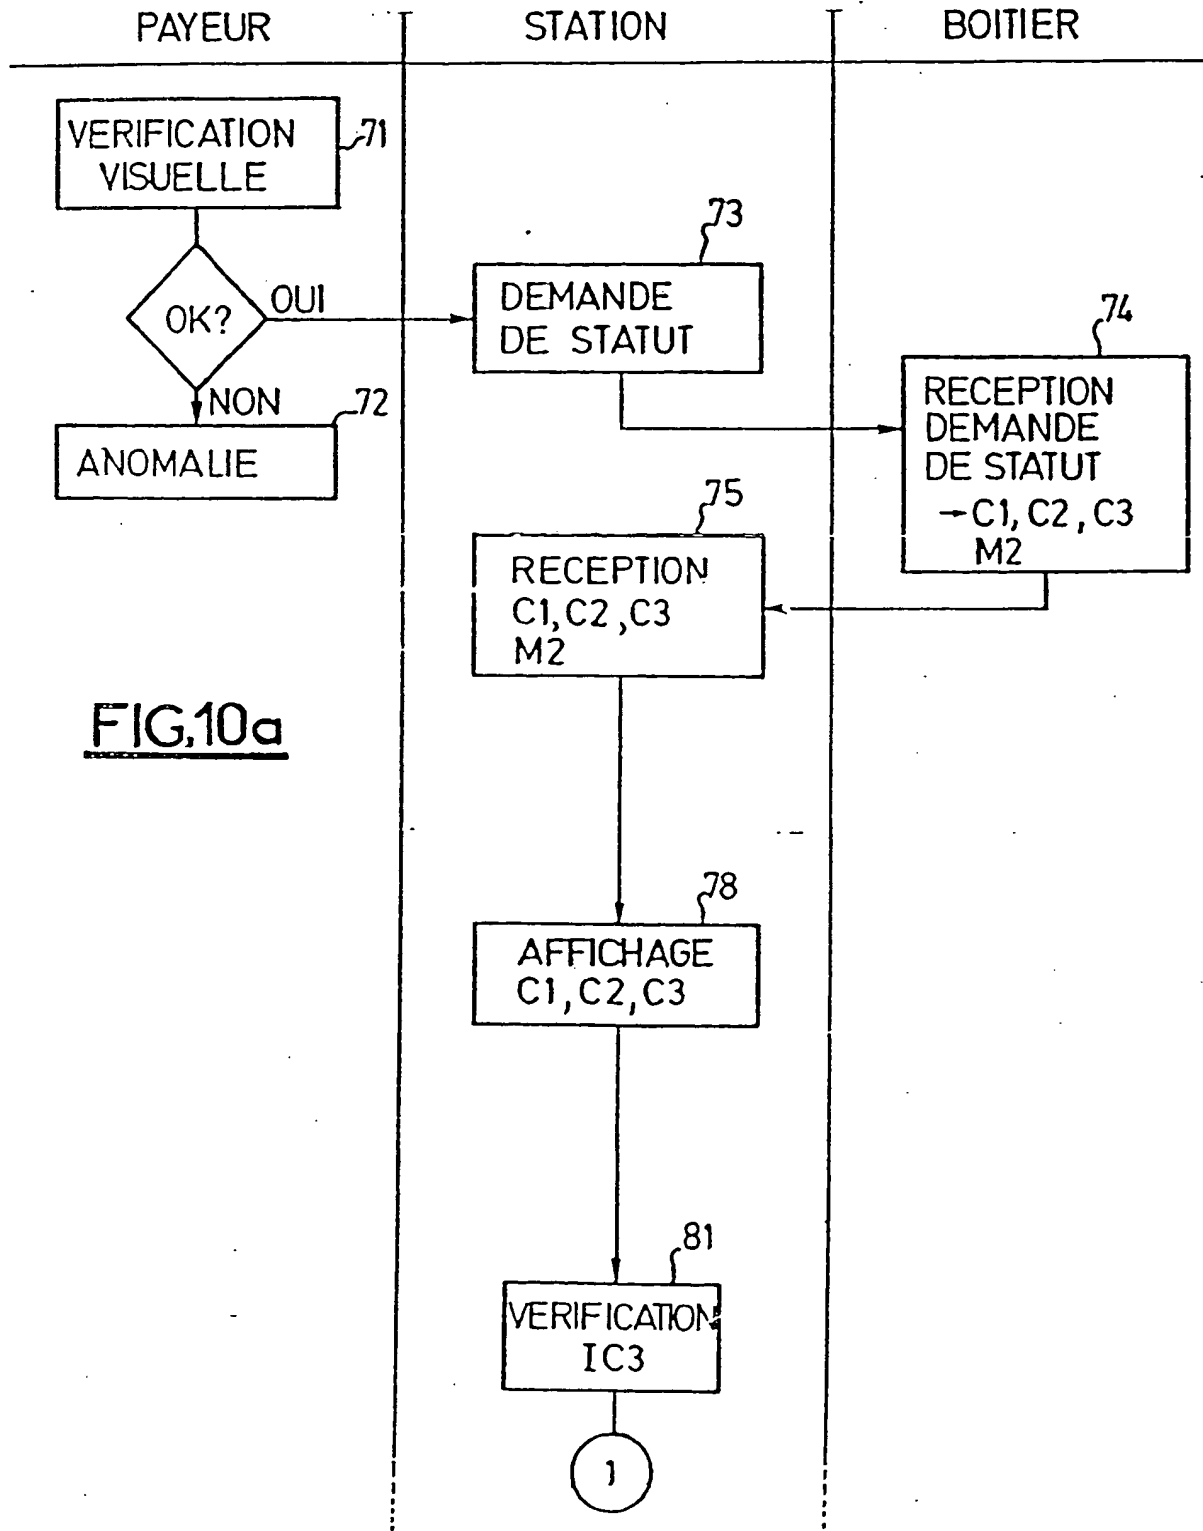 PAYEUR
STATION
BOITIER
VERIFICATION
VISUELLE
71
OK?
OUI
NON
72
ANOMALIE
73
DEMANDE
DE STATUT
74
RECEPTION
DEMANDE
DE STATUT
→C1, C2, C3
M2
75
RECEPTION
C1, C2, C3
M2
FIG.10a
78
AFFICHAGE
C1, C2, C3
81
VERIFICATION
IC3
1